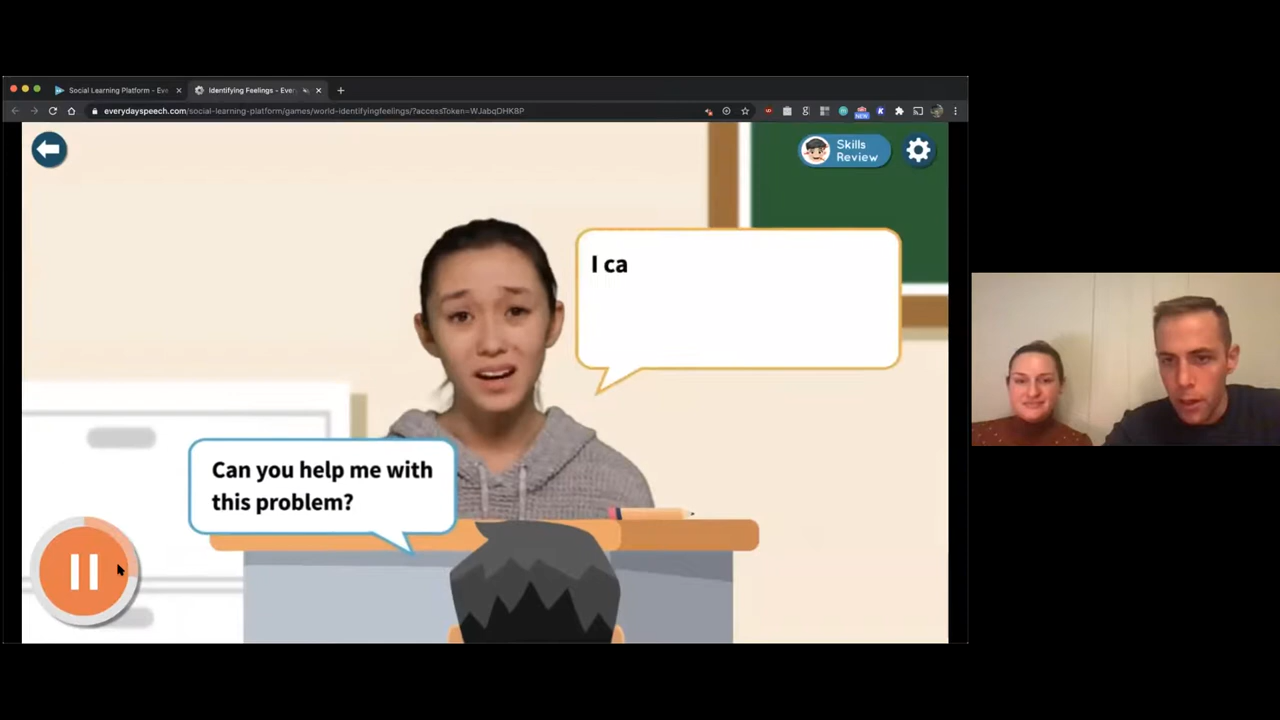 Social Learning Platform - Eve
Identifying Feelings - Every
everydayspeech.com/social-learning-platform/games/world-identifyingfeelings/?accessToken=WJabqDHK8P
NEW
Skills
Review
I ca
Can you help me with
this problem?